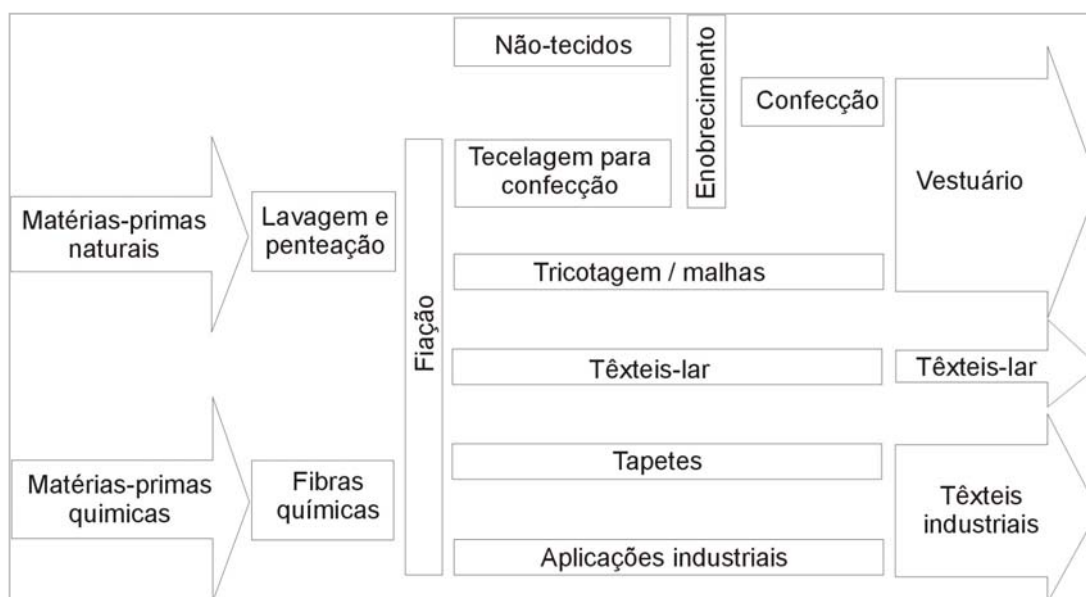 Não-tecidos
Enobrecimento
Confecção
Tecelagem para
confecção
Vestuário
Matérias-primas
naturais
Lavagem e
penteação
Tricotagem / malhas
Fiação
Têxteis-lar
Têxteis-lar
Tapetes
Matérias-primas
quimicas
Fibras
químicas
Têxteis
industriais
Aplicações industriais